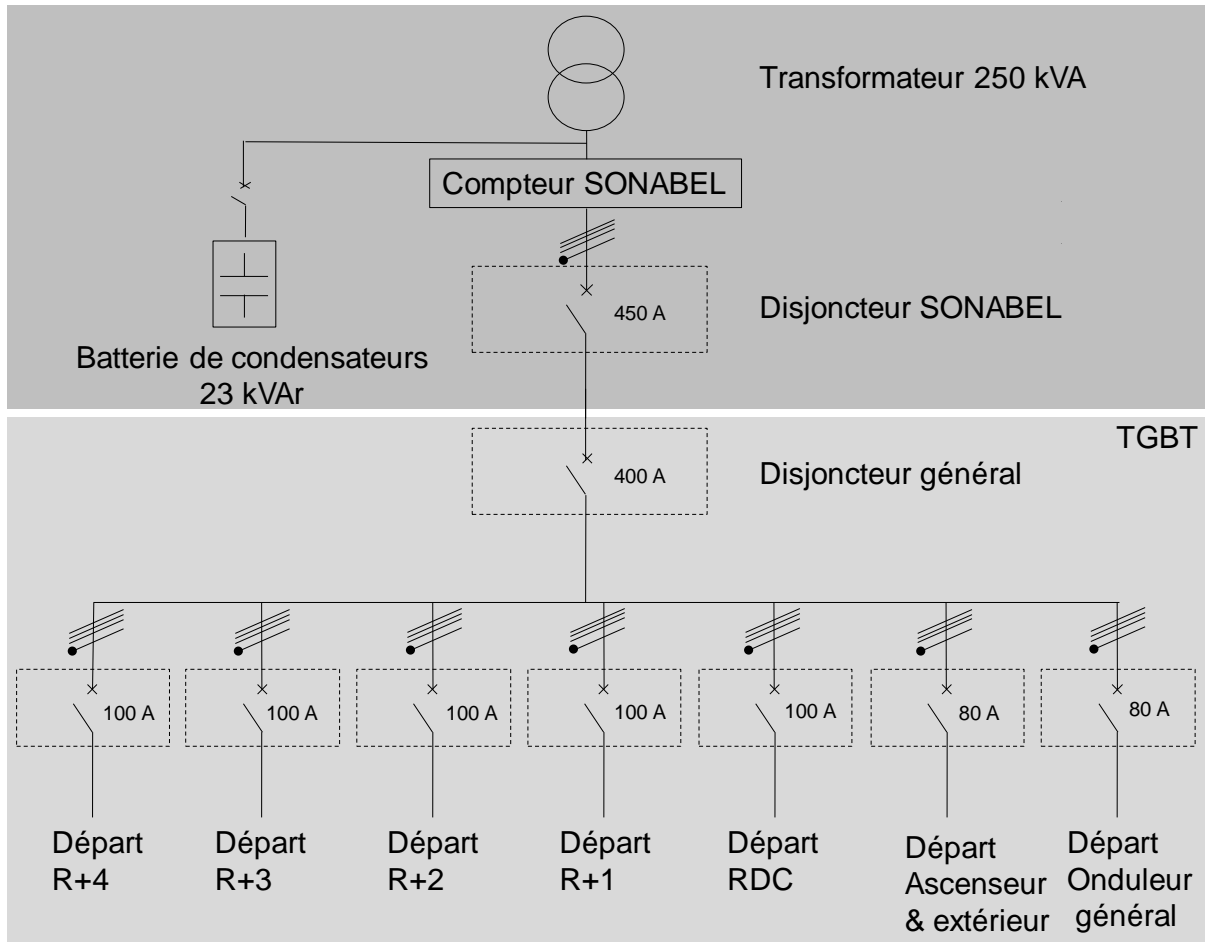 Transformateur 250 kVA
Compteur SONABEL
450 A
Disjoncteur SONABEL
Batterie de condensateurs
23 kVAr
TGBT
400 A
Disjoncteur général
100 A
100 A
100 A
100 A
100 A
80 A
80 A
Départ
R+4
Départ
R+3
Départ
R+2
Départ
R+1
Départ
RDC
Départ
Ascenseur
& extérieur
Départ
Onduleur
général